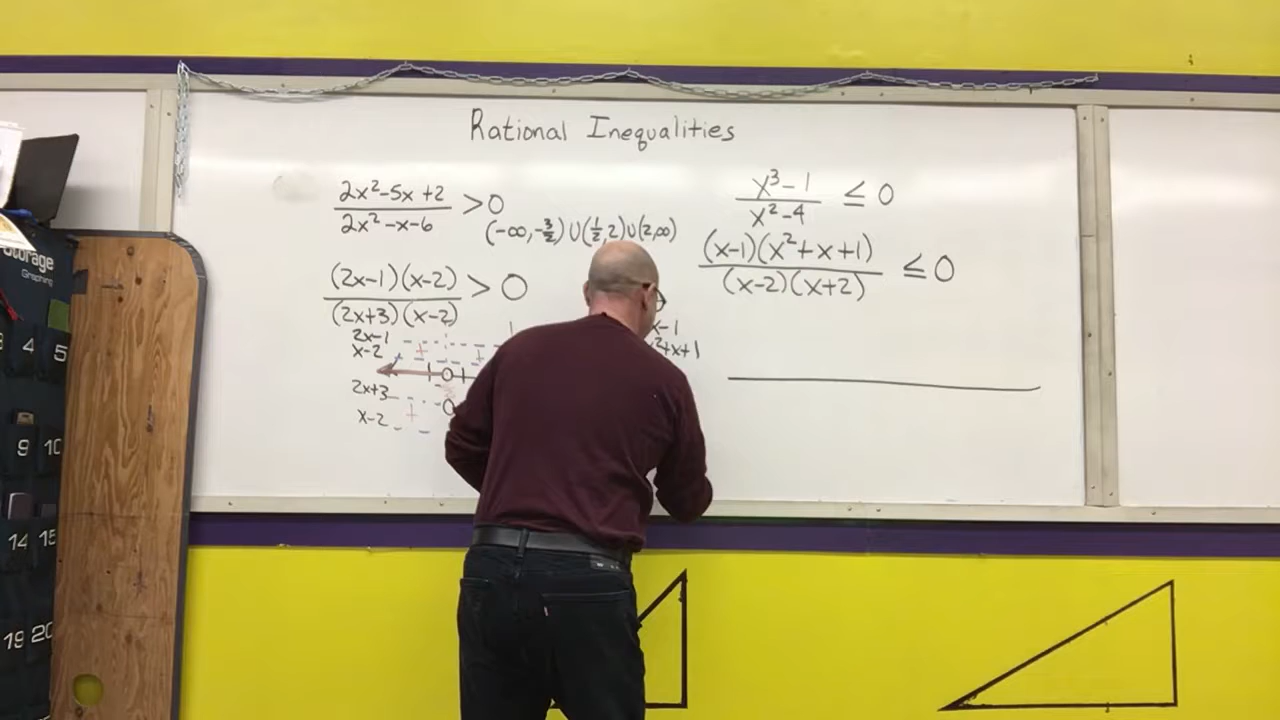 Rational Inequalities
2x²-5x+2
2x²-x-6
>0
(-∞,-3/2)∪(1/2,2)∪(2,∞)
(2x-1)(x-2)
(2x+3)(x-2)
>0
2x-1
x-2
2x+3
x-2
x³-1
x²-4
≤0
(x-1)(x²+x+1)
(x-2)(x+2)
≤0
x-1
²+x+1
storage
4 5
9 10
14 15
19 20